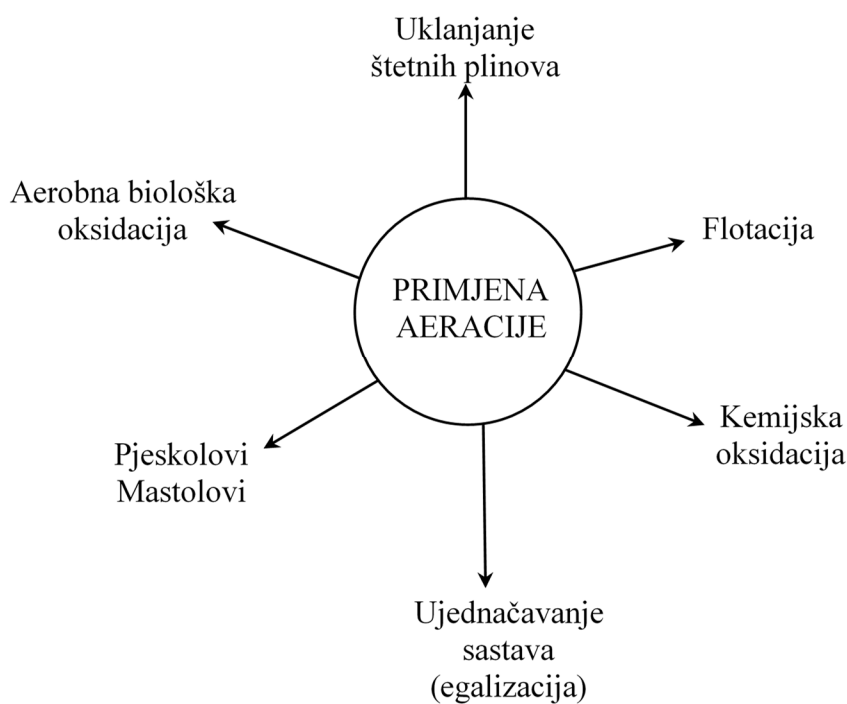 Uklanjanje
štetnih plinova
Aerobna biološka
oksidacija
Flotacija
PRIMJENA
AERACIJE
Kemijska
oksidacija
Pjeskolovi
Mastolovi
Ujednačavanje
sastava
(egalizacija)